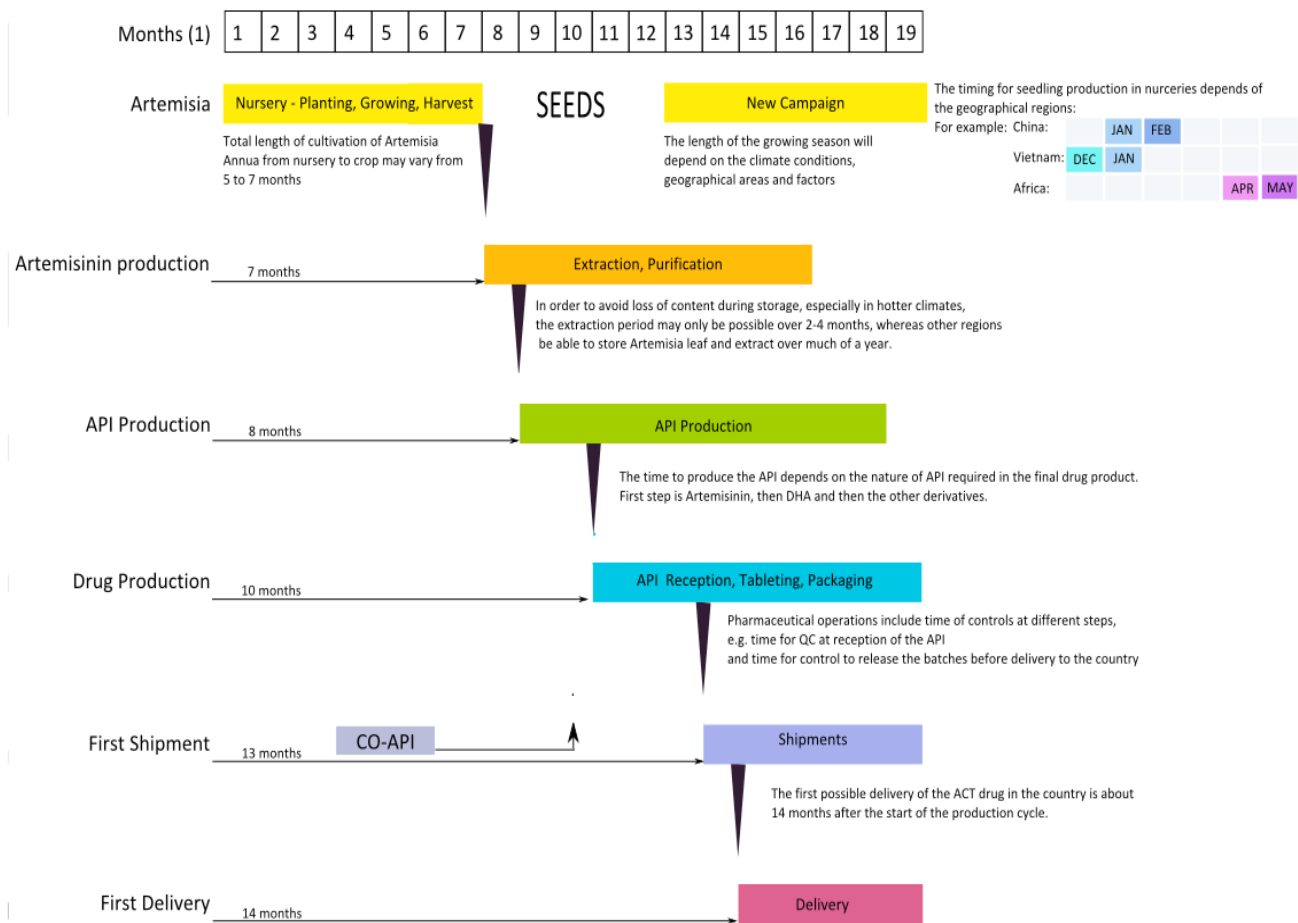 Months (1) 1 2 3 4 5 6 7 8 9 10 11 12 13 14 15 16 17 18 19
Artemisia
Nursery - Planting, Growing, Harvest
SEEDS
New Campaign
Total length of cultivation of Artemisia
Annua from nursery to crop may vary from
5 to 7 months
The length of the growing season will
depend on the climate conditions,
geographical areas and factors
The timing for seedling production in nurceries depends of
the geographical regions:
For example: China: JAN FEB
Vietnam: DEC JAN
Africa: APR MAY
Artemisinin production
7 months
Extraction, Purification
In order to avoid loss of content during storage, especially in hotter climates,
the extraction period may only be possible over 2-4 months, whereas other regions
be able to store Artemisia leaf and extract over much of a year.
API Production
8 months
API Production
The time to produce the API depends on the nature of API required in the final drug product.
First step is Artemisinin, then DHA and then the other derivatives.
Drug Production
10 months
API Reception, Tableting, Packaging
Pharmaceutical operations include time of controls at different steps,
e.g. time for QC at reception of the API
and time for control to release the batches before delivery to the country
First Shipment
13 months
CO-API
Shipments
The first possible delivery of the ACT drug in the country is about
14 months after the start of the production cycle.
First Delivery
14 months
Delivery